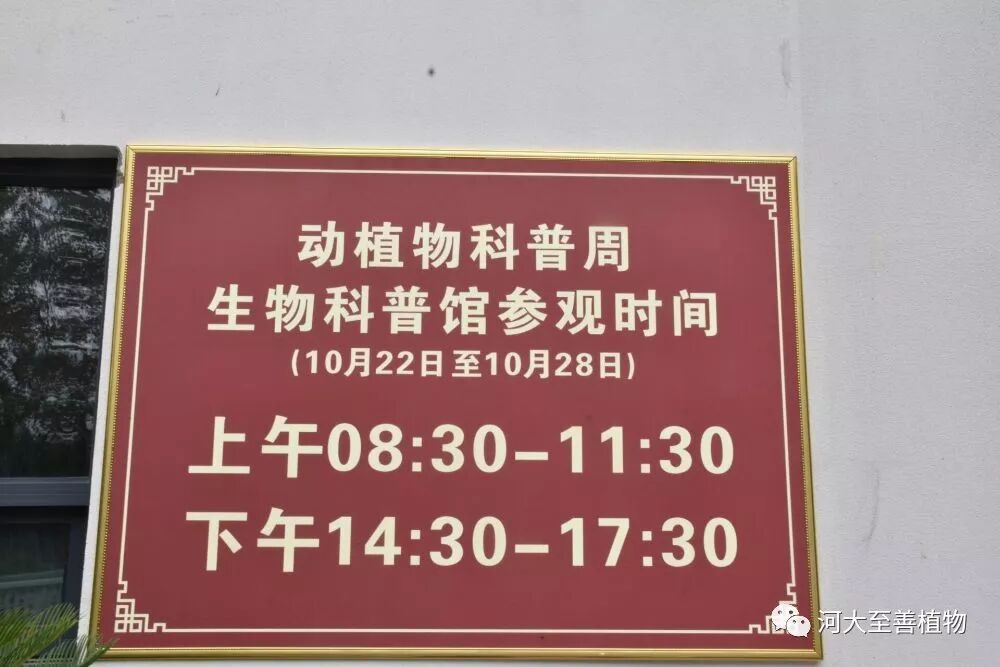 动植物科普周
生物科普馆参观时间
(10月22日至10月28日)
上午08:30-11:30
下午14:30-17:30
河大至善植物